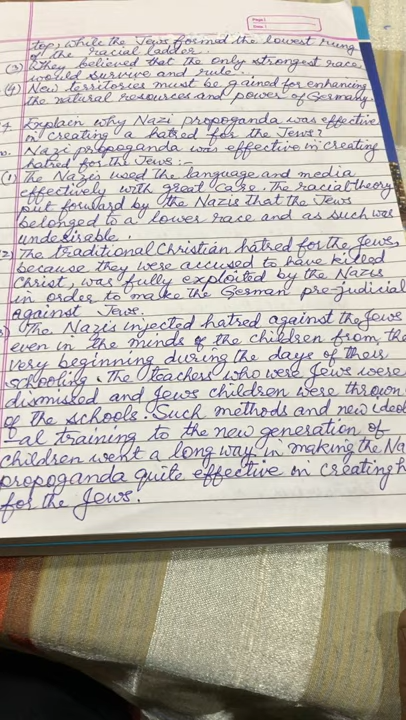 top, while the Jews formed the lowest rung
of the racial ladder.
(3) They believed that the only strongest race
would survive and rule.
(4) New territories must be gained for enhancing
the natural resources and power of Germany.
Explain why Nazi propoganda was effective
in creating a hatred for the Jews?
Nazi propoganda was effective in creating
hatred for the Jews :-
(1) The Nazis used the language and media
effectively with great care. The racial theory
put forward by the Nazis that the Jews
belonged to a lower race and as such was
undesirable.
2) The traditional Christian hatred for the Jews,
because they were accused to have killed
Christ, was fully exploited by the Nazis
in order to make the German pre-judicial
against Jews.
The Nazis injected hatred against the Jews
even in the minds of the children from the
very beginning during the days of their
schooling. The teachers who were Jews were
dismissed and Jews children were thrown
of the schools. Such methods and new ideol
al training to the new generation of
children went a long way in making the Na
propoganda quite effective in creating h
for the Jews.